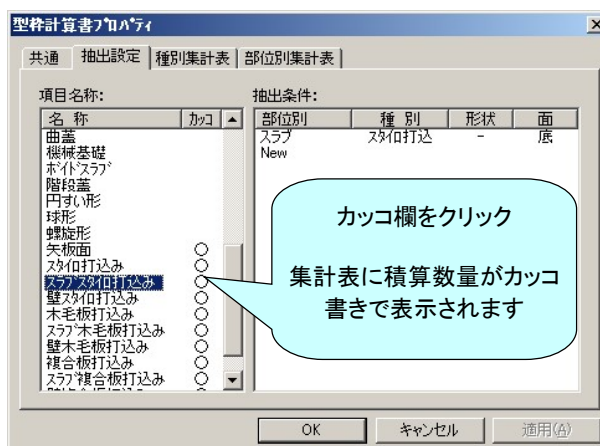 型枠計算書ﾌﾟﾛﾊﾟﾃｨ
共通 抽出設定 種別集計表 部位別集計表
項目名称:
名 称 ｶｯｺ
曲蓋
機械基礎
ﾎﾞｲﾄﾞｽﾗﾌﾞ
階段蓋
円すい形
球形
螺旋形
矢板面 ○
ｽﾀｲﾛ打込み ○
ｽﾗﾌﾞｽﾀｲﾛ打込み ○
壁ｽﾀｲﾛ打込み ○
木毛板打込み ○
ｽﾗﾌﾞ木毛板打込み ○
壁木毛板打込み ○
複合板打込み ○
ｽﾗﾌﾞ複合板打込み ○
抽出条件:
部位別 種 別 形状 面
スラブ ｽﾀｲﾛ打込 - 底
New
カッコ欄をクリック
集計表に積算数量がカッコ
書きで表示されます
OK キャンセル 適用(A)